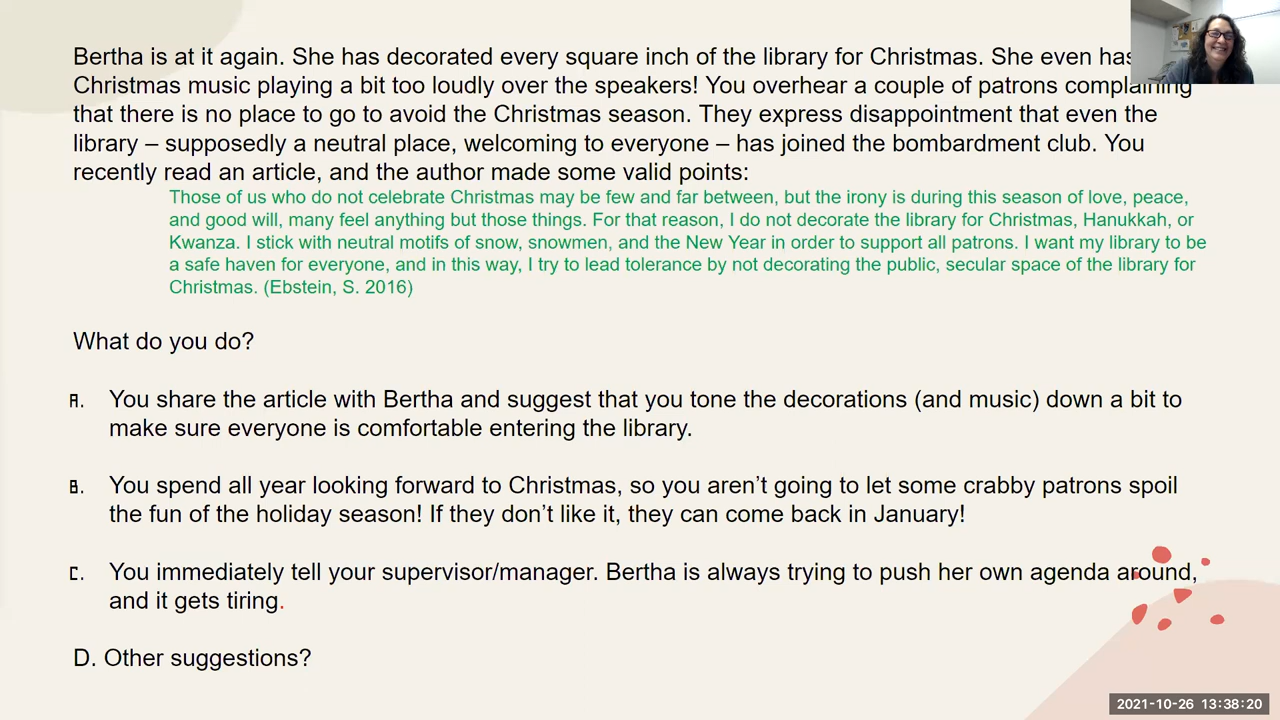 Bertha is at it again. She has decorated every square inch of the library for Christmas. She even has
Christmas music playing a bit too loudly over the speakers! You overhear a couple of patrons complaining
that there is no place to go to avoid the Christmas season. They express disappointment that even the
library – supposedly a neutral place, welcoming to everyone – has joined the bombardment club. You
recently read an article, and the author made some valid points:
Those of us who do not celebrate Christmas may be few and far between, but the irony is during this season of love, peace,
and good will, many feel anything but those things. For that reason, I do not decorate the library for Christmas, Hanukkah, or
Kwanza. I stick with neutral motifs of snow, snowmen, and the New Year in order to support all patrons. I want my library to be
a safe haven for everyone, and in this way, I try to lead tolerance by not decorating the public, secular space of the library for
Christmas. (Ebstein, S. 2016)
What do you do?
A. You share the article with Bertha and suggest that you tone the decorations (and music) down a bit to
make sure everyone is comfortable entering the library.
B. You spend all year looking forward to Christmas, so you aren’t going to let some crabby patrons spoil
the fun of the holiday season! If they don’t like it, they can come back in January!
C. You immediately tell your supervisor/manager. Bertha is always trying to push her own agenda around,
and it gets tiring.
D. Other suggestions?
2021-10-26 13:38:20